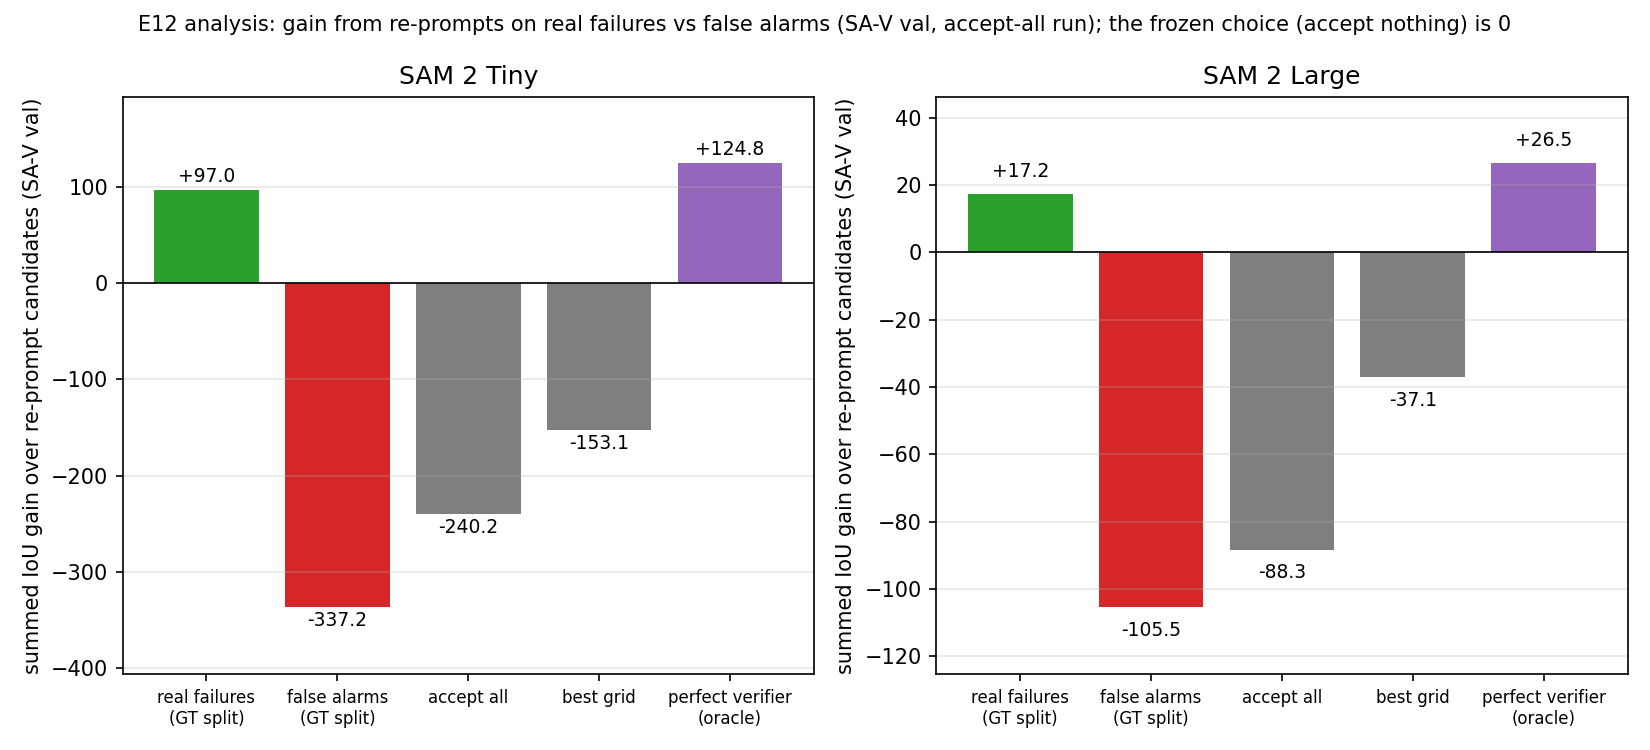 E12 analysis: gain from re-prompts on real failures vs false alarms (SA-V val, accept-all run); the frozen choice (accept nothing) is 0
SAM 2 Tiny
summed IoU gain over re-prompt candidates (SA-V val)
100
0
−100
−200
−300
−400
+97.0
-337.2
-240.2
-153.1
+124.8
real failures
(GT split)
false alarms
(GT split)
accept all
best grid
perfect verifier
(oracle)
SAM 2 Large
summed IoU gain over re-prompt candidates (SA-V val)
40
20
0
−20
−40
−60
−80
−100
−120
+17.2
-105.5
-88.3
-37.1
+26.5
real failures
(GT split)
false alarms
(GT split)
accept all
best grid
perfect verifier
(oracle)